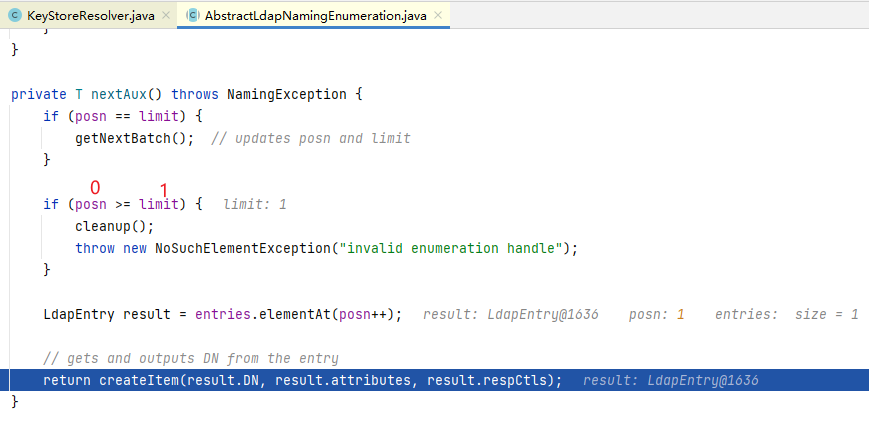 KeyStoreResolver.java × AbstractLdapNamingEnumeration.java ×
}
}
private T nextAux() throws NamingException {
if (posn == limit) {
getNextBatch(); // updates posn and limit
}
0 1
if (posn >= limit) { limit: 1
cleanup();
throw new NoSuchElementException("invalid enumeration handle");
}
LdapEntry result = entries.elementAt(posn++); result: LdapEntry@1636 posn: 1 entries: size = 1
// gets and outputs DN from the entry
return createItem(result.DN, result.attributes, result.respCtls); result: LdapEntry@1636
}